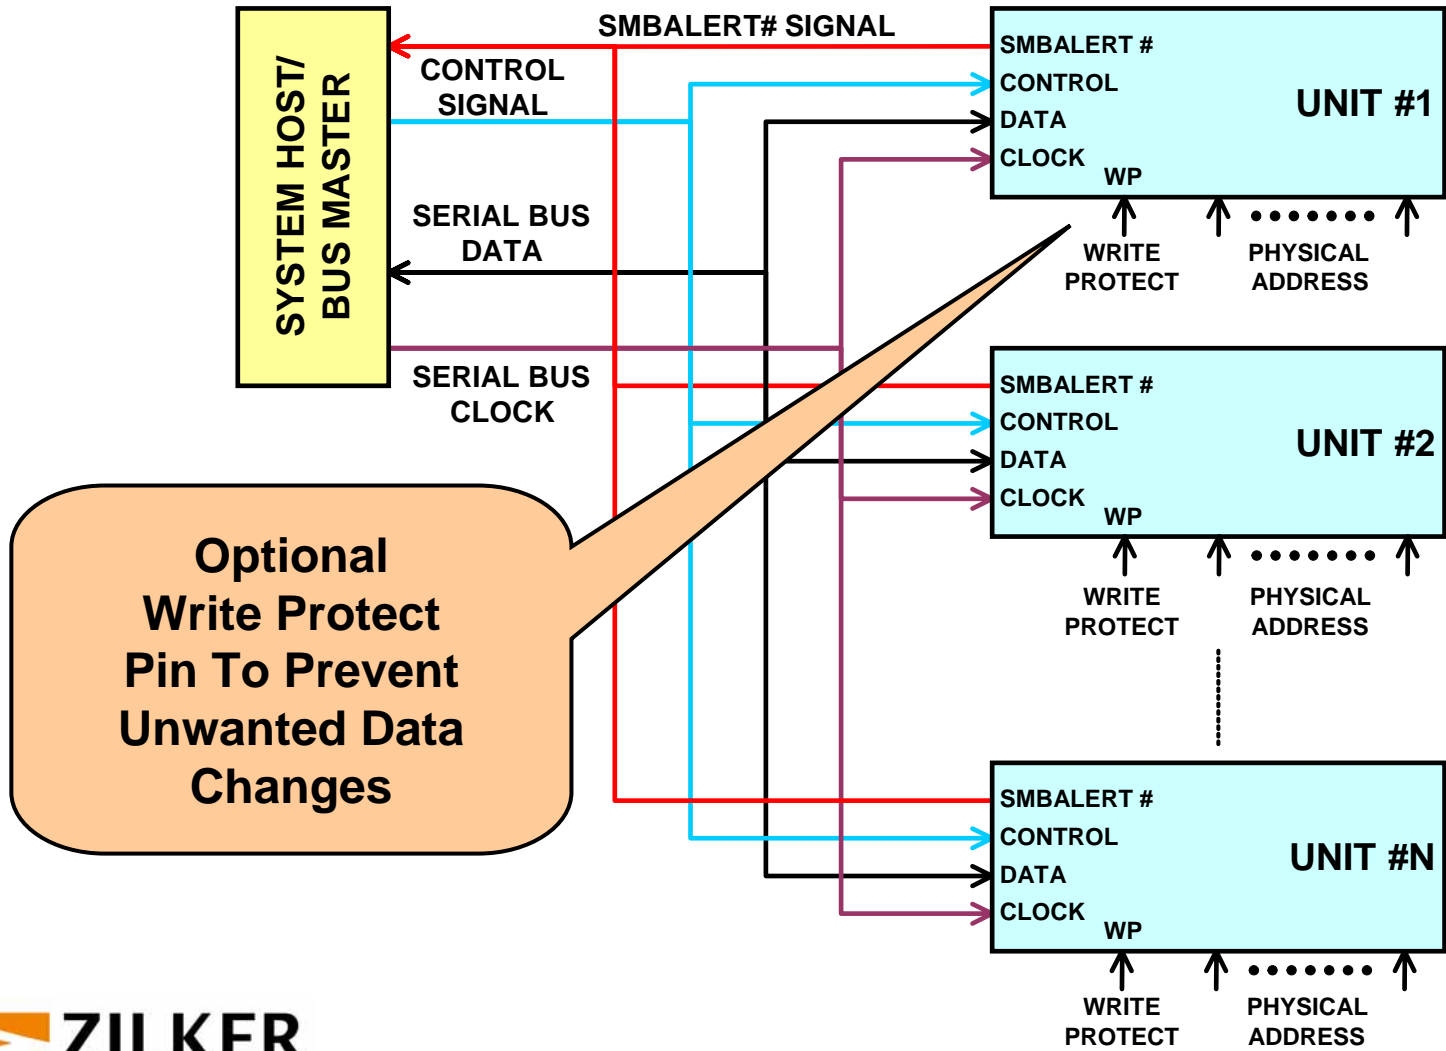 SMBALERT# SIGNAL
SYSTEM HOST/
BUS MASTER
CONTROL
SIGNAL
SERIAL BUS
DATA
SERIAL BUS
CLOCK
SMBALERT #
CONTROL
DATA
CLOCK
WP
UNIT #1
WRITE
PROTECT
PHYSICAL
ADDRESS
SMBALERT #
CONTROL
DATA
CLOCK
WP
UNIT #2
WRITE
PROTECT
PHYSICAL
ADDRESS
Optional
Write Protect
Pin To Prevent
Unwanted Data
Changes
SMBALERT #
CONTROL
DATA
CLOCK
WP
UNIT #N
WRITE
PROTECT
PHYSICAL
ADDRESS
ZILKER